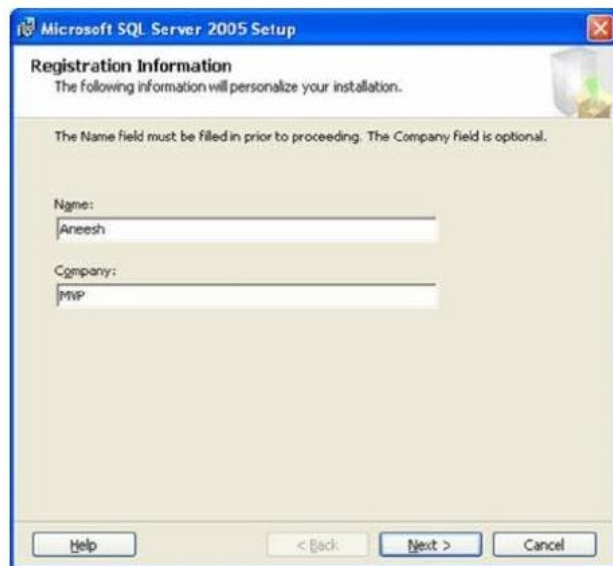 Microsoft SQL Server 2005 Setup
Registration Information
The following information will personalize your installation.
The Name field must be filled in prior to proceeding. The Company field is optional.
Name:
Aneesh
Company:
MVP
Help
< Back
Next >
Cancel